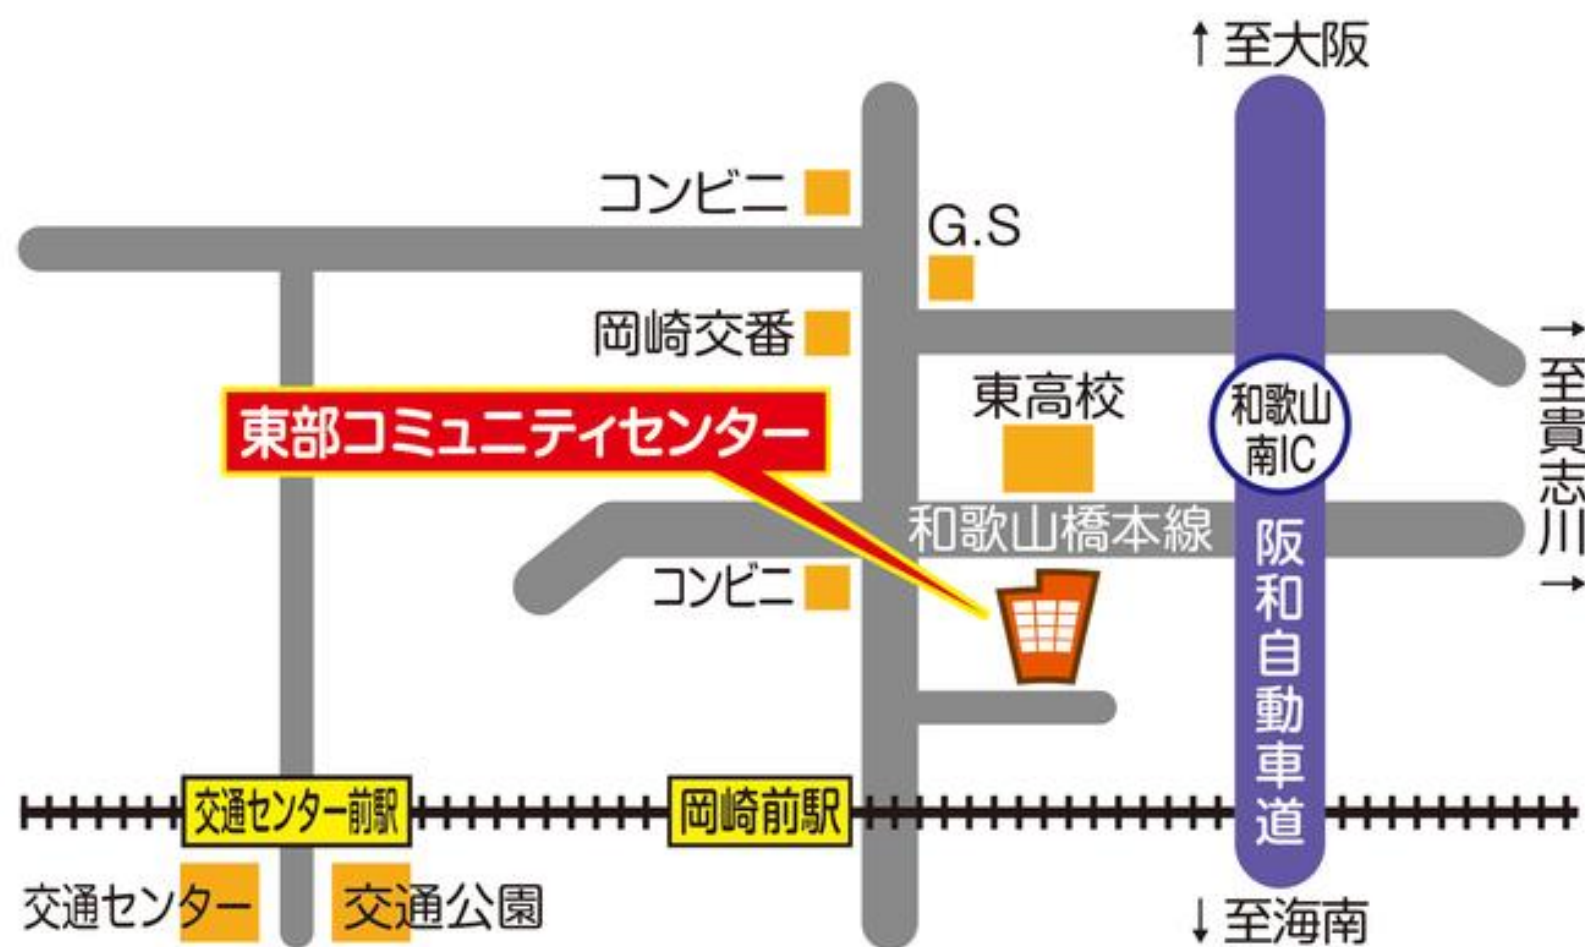 ↑至大阪
コンビニ
G.S
岡崎交番
→至貴志川→
東高校
和歌山
南IC
東部コミュニティセンター
和歌山橋本線
阪和自動車道
コンビニ
交通センター前駅
岡崎前駅
交通センター
交通公園
↓至海南